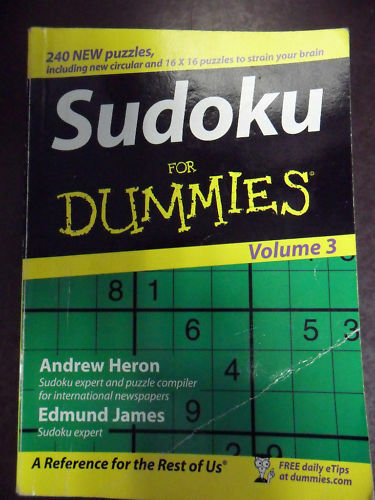 240 NEW puzzles,
including new circular and 16 X 16 puzzles to strain your brain
Sudoku
FOR
DUMMIES®
Volume 3
8 1
6 5 3
4
9
2 9
Andrew Heron
Sudoku expert and puzzle compiler
for international newspapers
Edmund James
Sudoku expert
A Reference for the Rest of Us®
FREE daily eTips
at dummies.com®